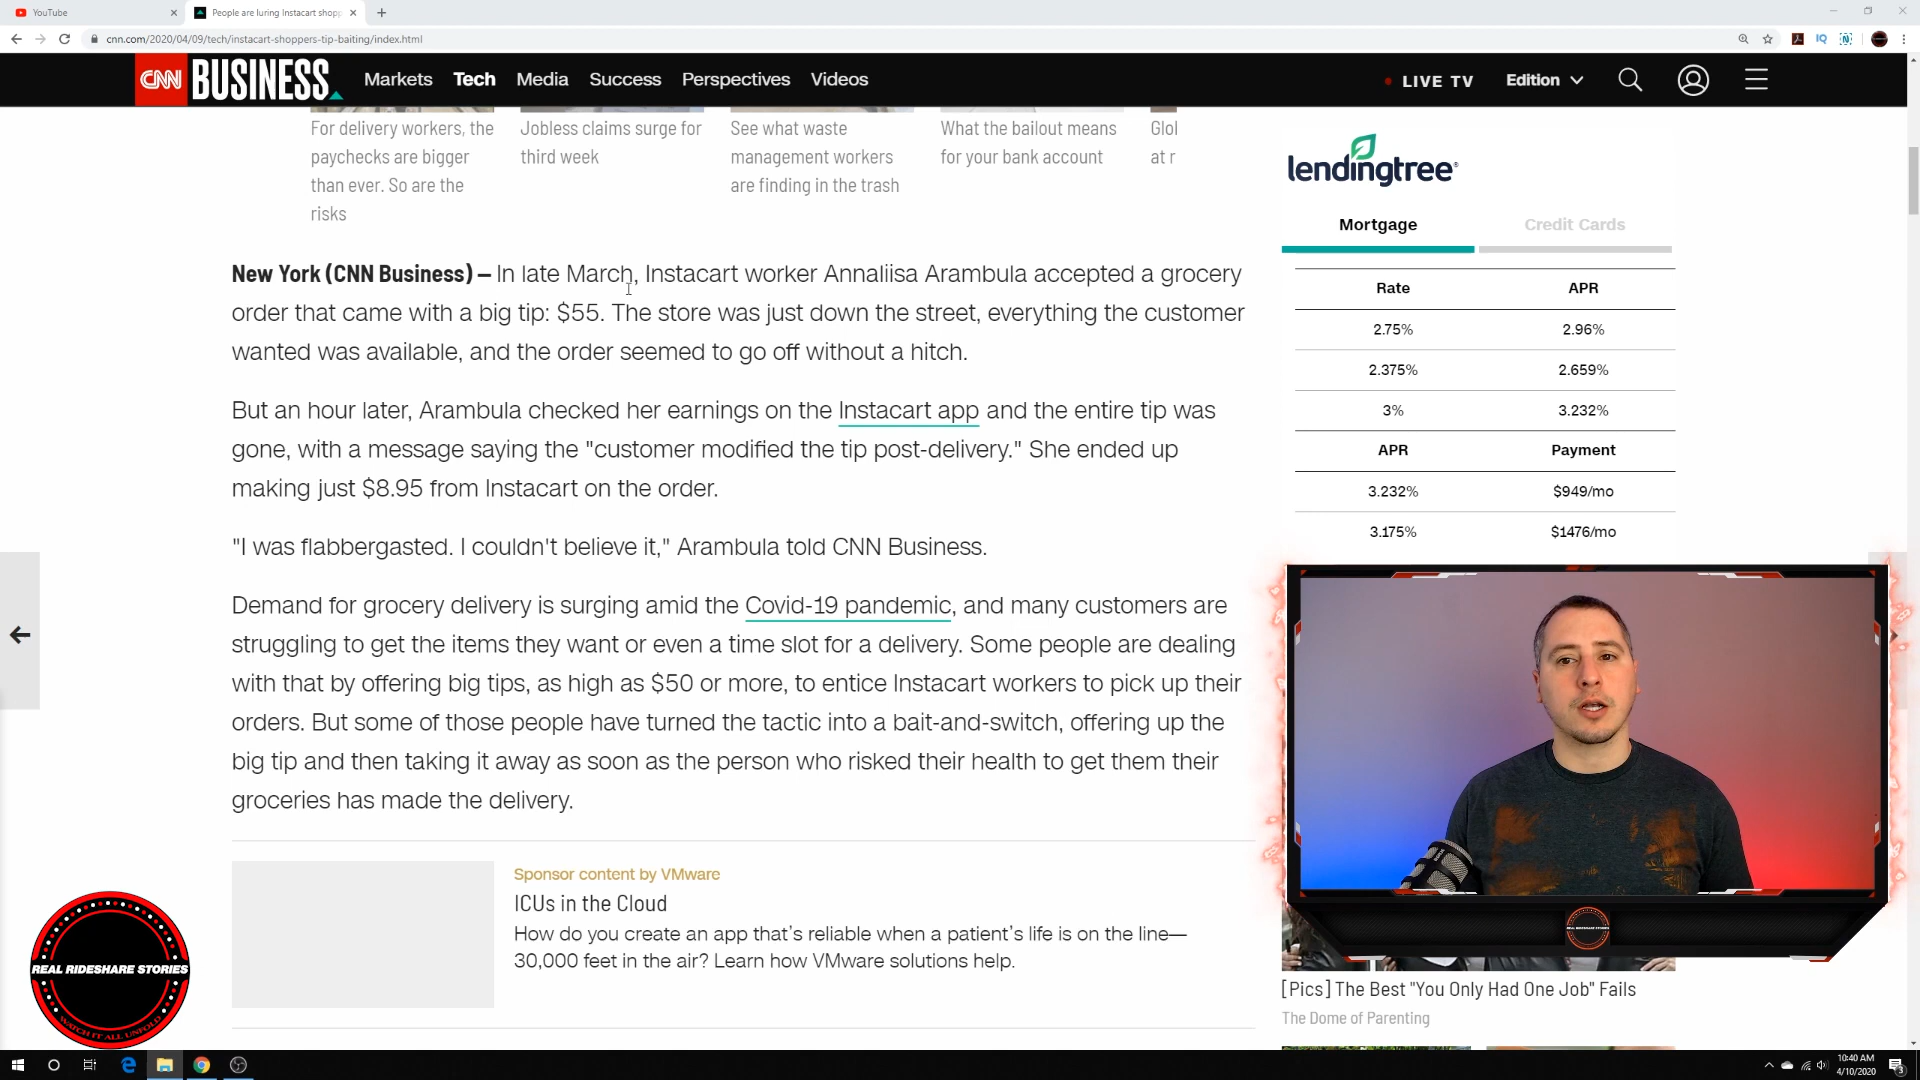 YouTube
People are luring Instacart shopp
cnn.com/2020/04/09/tech/instacart-shoppers-tip-baiting/index.html
CNN BUSINESS
Markets Tech Media Success Perspectives Videos
LIVE TV Edition
For delivery workers, the
paychecks are bigger
than ever. So are the
risks
Jobless claims surge for
third week
See what waste
management workers
are finding in the trash
What the bailout means
for your bank account
Glol
at r
New York (CNN Business) — In late March, Instacart worker Annaliisa Arambula accepted a grocery
order that came with a big tip: $55. The store was just down the street, everything the customer
wanted was available, and the order seemed to go off without a hitch.
But an hour later, Arambula checked her earnings on the Instacart app and the entire tip was
gone, with a message saying the "customer modified the tip post-delivery." She ended up
making just $8.95 from Instacart on the order.
"I was flabbergasted. I couldn't believe it," Arambula told CNN Business.
Demand for grocery delivery is surging amid the Covid-19 pandemic, and many customers are
struggling to get the items they want or even a time slot for a delivery. Some people are dealing
with that by offering big tips, as high as $50 or more, to entice Instacart workers to pick up their
orders. But some of those people have turned the tactic into a bait-and-switch, offering up the
big tip and then taking it away as soon as the person who risked their health to get them their
groceries has made the delivery.
Sponsor content by VMware
ICUs in the Cloud
How do you create an app that's reliable when a patient's life is on the line—
30,000 feet in the air? Learn how VMware solutions help.
lendingtree
Mortgage Credit Cards
Rate APR
2.75% 2.96%
2.375% 2.659%
3% 3.232%
APR Payment
3.232% $949/mo
3.175% $1476/mo
[Pics] The Best "You Only Had One Job" Fails
The Dome of Parenting
REAL RIDESHARE STORIES
WATCH IT ALL UNFOLD
REAL RIDESHARE STORIES
10:40 AM
4/10/2020